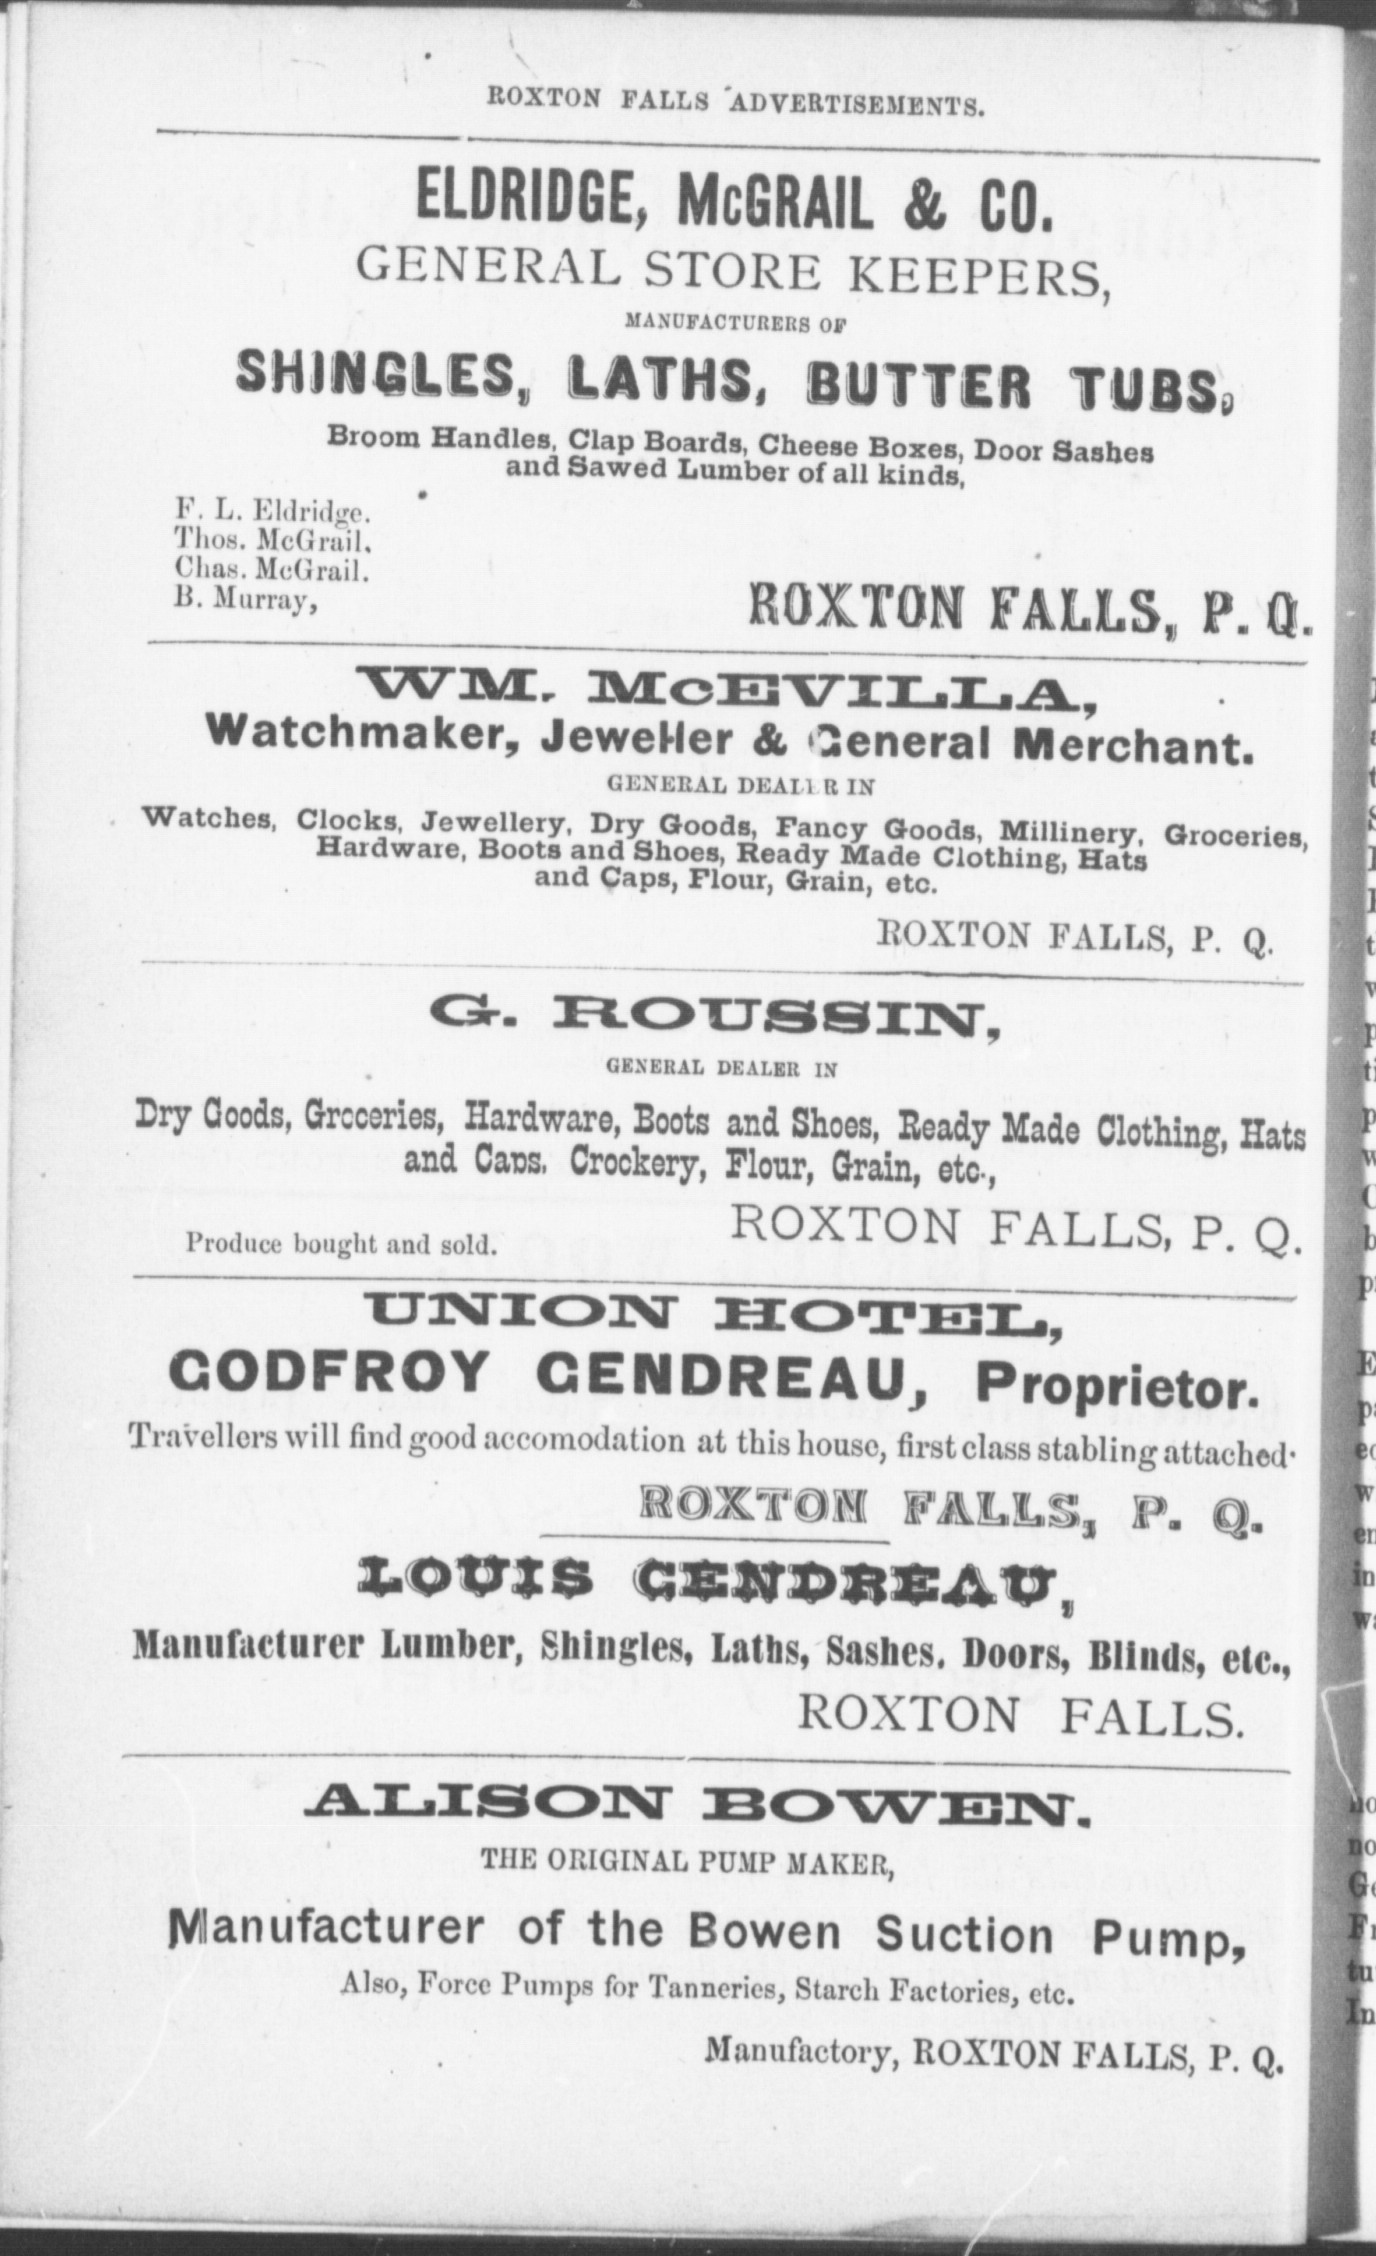 ROXTON FALLS ADVERTISEMENTS.
ELDRIDGE, McGRAIL & CO.
GENERAL STORE KEEPERS,
MANUFACTURERS OF
SHINGLES, LATHS, BUTTER TUBS,
Broom Handles, Clap Boards, Cheese Boxes, Door Sashes
and Sawed Lumber of all kinds,
F. L. Eldridge.
Thos. McGrail.
Chas. McGrail.
B. Murray,
ROXTON FALLS, P. Q.
WM. McEVILLA,
Watchmaker, Jeweller & General Merchant.
GENERAL DEALER IN
Watches, Clocks, Jewellery, Dry Goods, Fancy Goods, Millinery, Groceries,
Hardware, Boots and Shoes, Ready Made Clothing, Hats
and Caps, Flour, Grain, etc.
ROXTON FALLS, P. Q.
G. ROUSSIN,
GENERAL DEALER IN
Dry Goods, Groceries, Hardware, Boots and Shoes, Ready Made Clothing, Hats
and Caps, Crockery, Flour, Grain, etc.,
Produce bought and sold.
ROXTON FALLS, P. Q.
UNION HOTEL,
GODFROY GENDREAU, Proprietor.
Travellers will find good accomodation at this house, first class stabling attached.
ROXTON FALLS, P. Q.
LOUIS GENDREAU,
Manufacturer Lumber, Shingles, Laths, Sashes, Doors, Blinds, etc.,
ROXTON FALLS.
ALISON BOWEN.
THE ORIGINAL PUMP MAKER,
Manufacturer of the Bowen Suction Pump,
Also, Force Pumps for Tanneries, Starch Factories, etc.
Manufactory, ROXTON FALLS, P. Q.